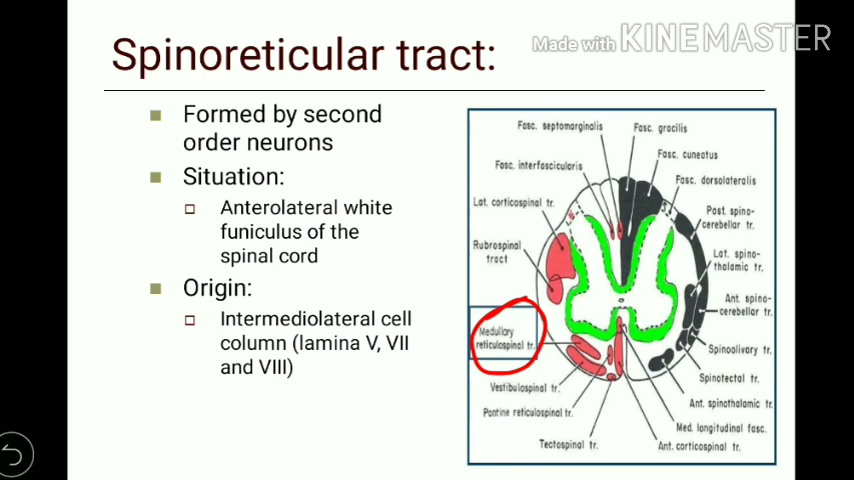 Spinoreticular tract:
Made with KINEMASTER
Formed by second
order neurons
Situation:
Anterolateral white
funiculus of the
spinal cord
Origin:
Intermediolateral cell
column (lamina V, VII
and VIII)
Fasc. septomarginalis
Fasc. gracilis
Fasc. interfascicularis
Fasc. cuneatus
Fasc. dorsolateralis
Lat. corticospinal tr.
Post. spino-
cerebellar tr.
Rubrospinal
tract
Lat. spino-
thalamic tr.
Ant. spino-
cerebellar tr.
Medullary
reticulospinal tr.
Spinoolivary tr.
Spinotectal tr.
Vestibulospinal tr.
Ant. spinothalamic tr.
Pontine reticulospinal tr.
Med. longitudinal fasc.
Tectospinal tr.
Ant. corticospinal tr.